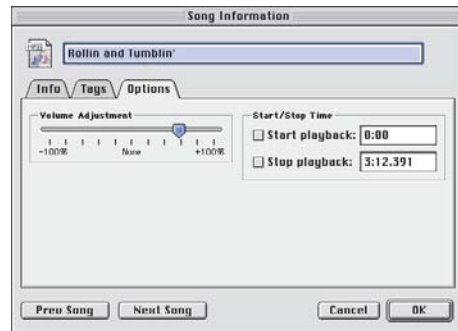 Song Information
Rollin and Tumblin'
Info Tags Options
Volume Adjustment
-100% None +100%
Start/Stop Time
Start playback: 0:00
Stop playback: 3:12.391
Prev Song Next Song Cancel OK